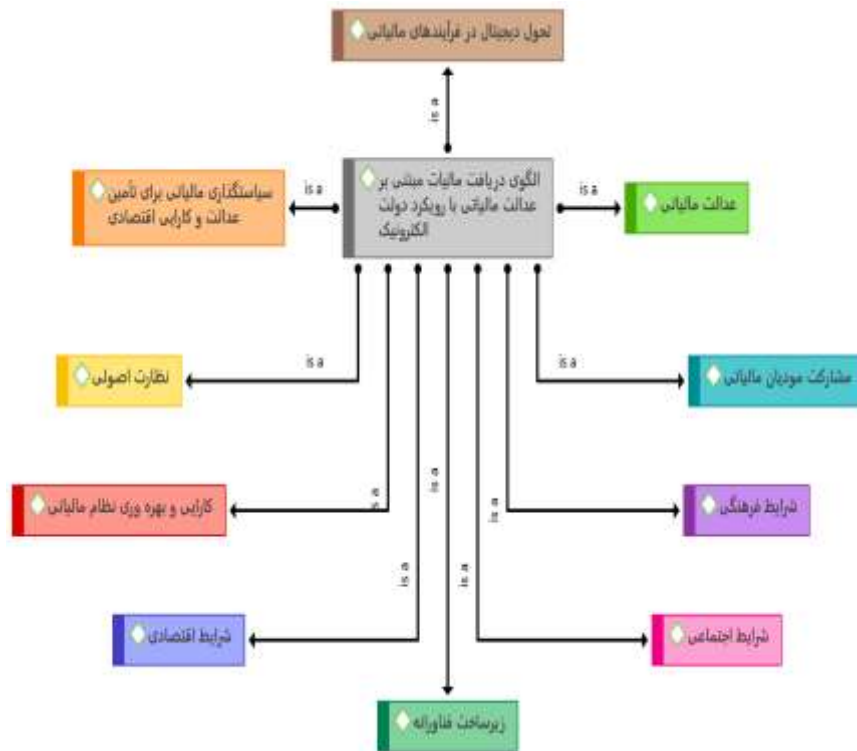 تحول دیجیتال در فرآیندهای مالیاتی
is a
سیاستگذاری مالیاتی برای تأمین
عدالت و کارایی اقتصادی
is a
الگوی دریافت مالیات مبتنی بر
عدالت مالیاتی با رویکرد دولت
الکترونیک
is a
عدالت مالیاتی
نظارت اصولی
is a
is a
مشارکت مودیان مالیاتی
کارایی و بهره وری نظام مالیاتی
is a
is a
is a
شرایط فرهنگی
شرایط اقتصادی
is a
is a
شرایط اجتماعی
زیرساخت فناورانه